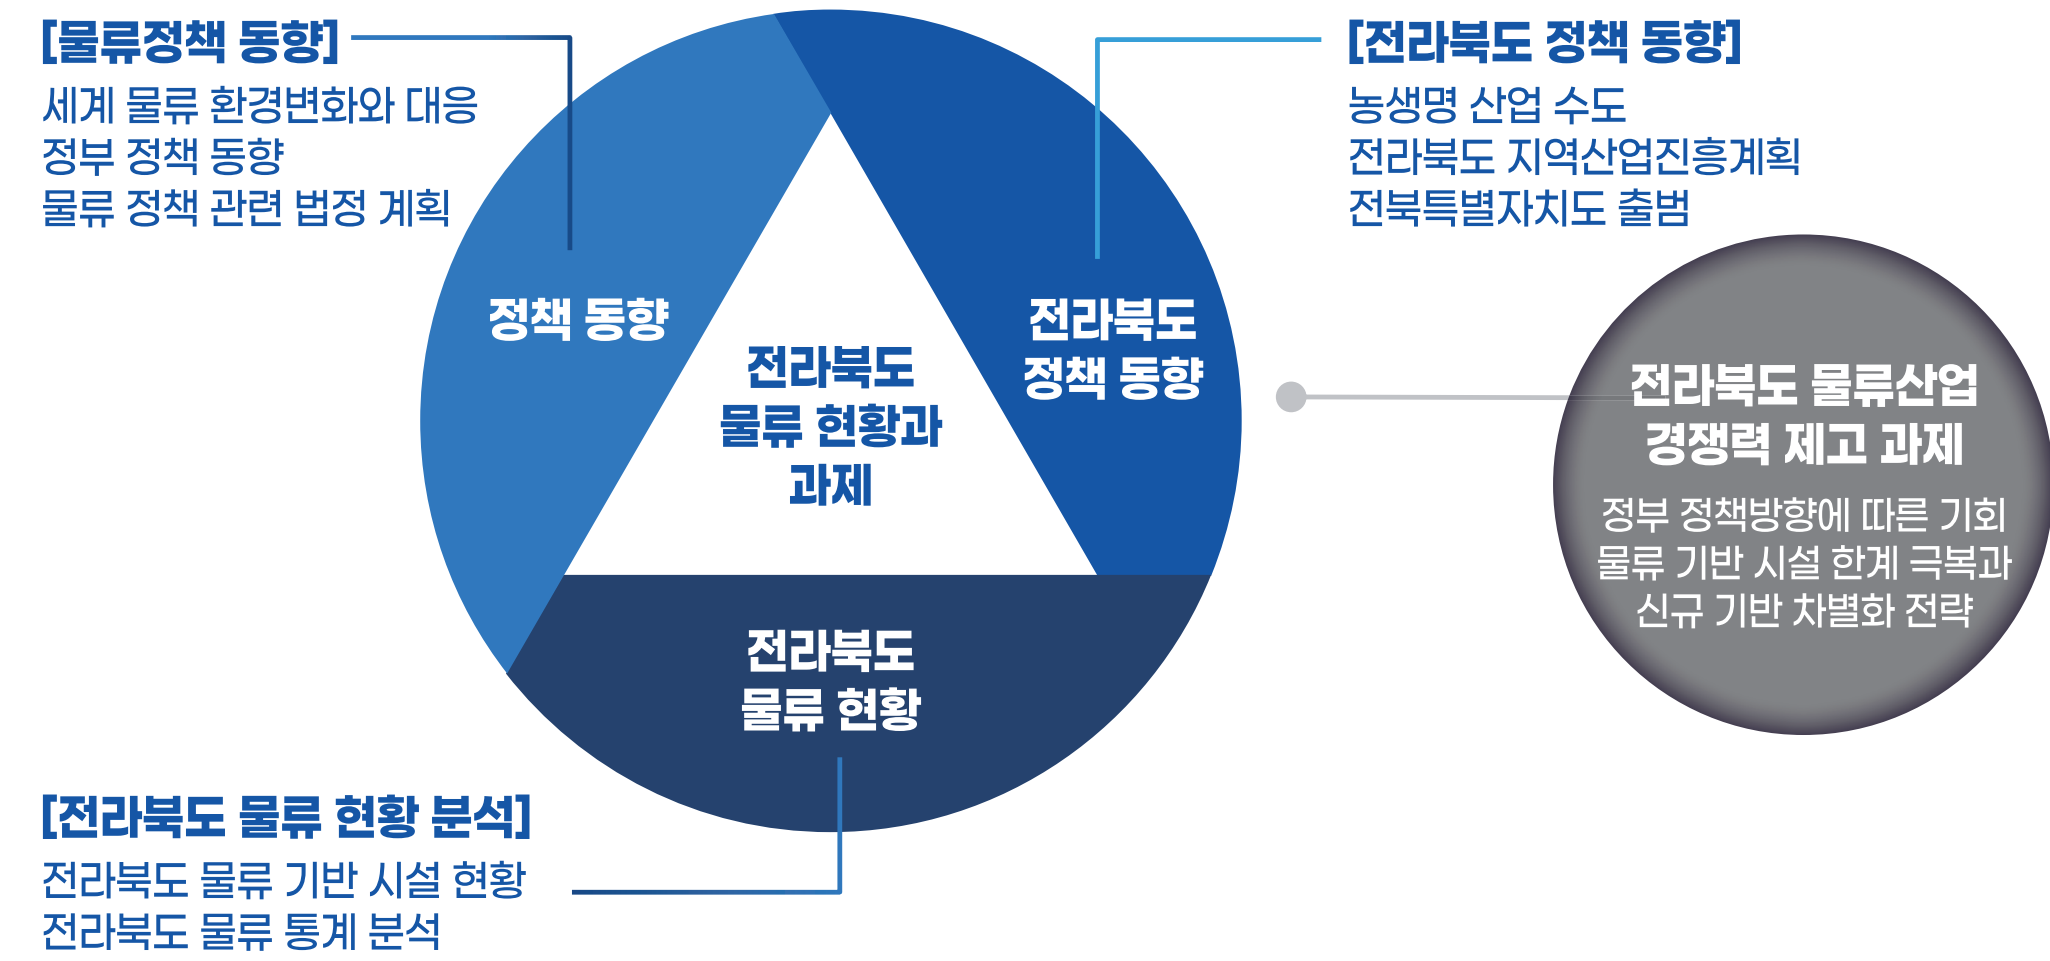 [물류정책 동향]
세계 물류 환경변화와 대응
정부 정책 동향
물류 정책 관련 법정 계획
[전라북도 정책 동향]
농생명 산업 수도
전라북도 지역산업진흥계획
전북특별자치도 출범
정책 동향
전라북도
정책 동향
전라북도
물류 현황과
과제
전라북도
물류 현황
전라북도 물류산업
경쟁력 제고 과제
정부 정책방향에 따른 기회
물류 기반 시설 한계 극복과
신규 기반 차별화 전략
[전라북도 물류 현황 분석]
전라북도 물류 기반 시설 현황
전라북도 물류 통계 분석